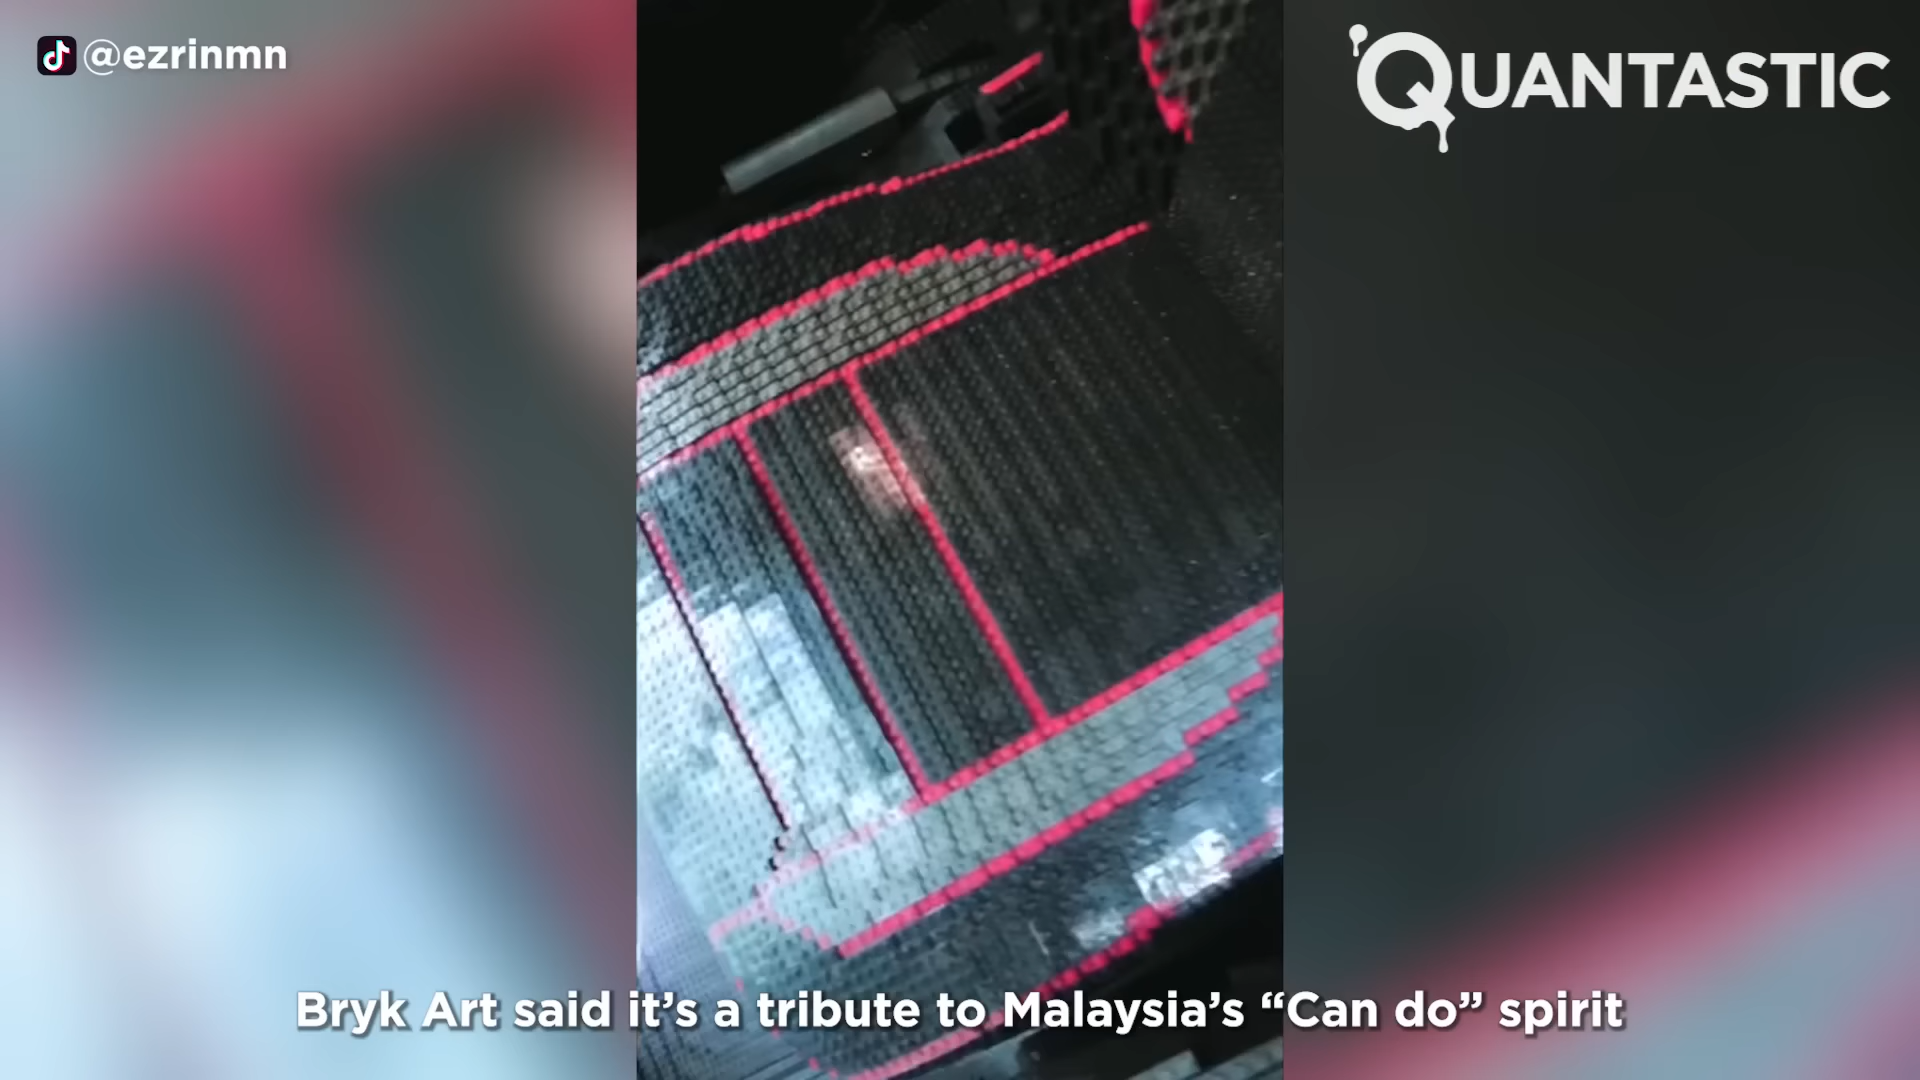 @ezrinmn
QUANTASTIC
Bryk Art said it’s a tribute to Malaysia’s “Can do” spirit